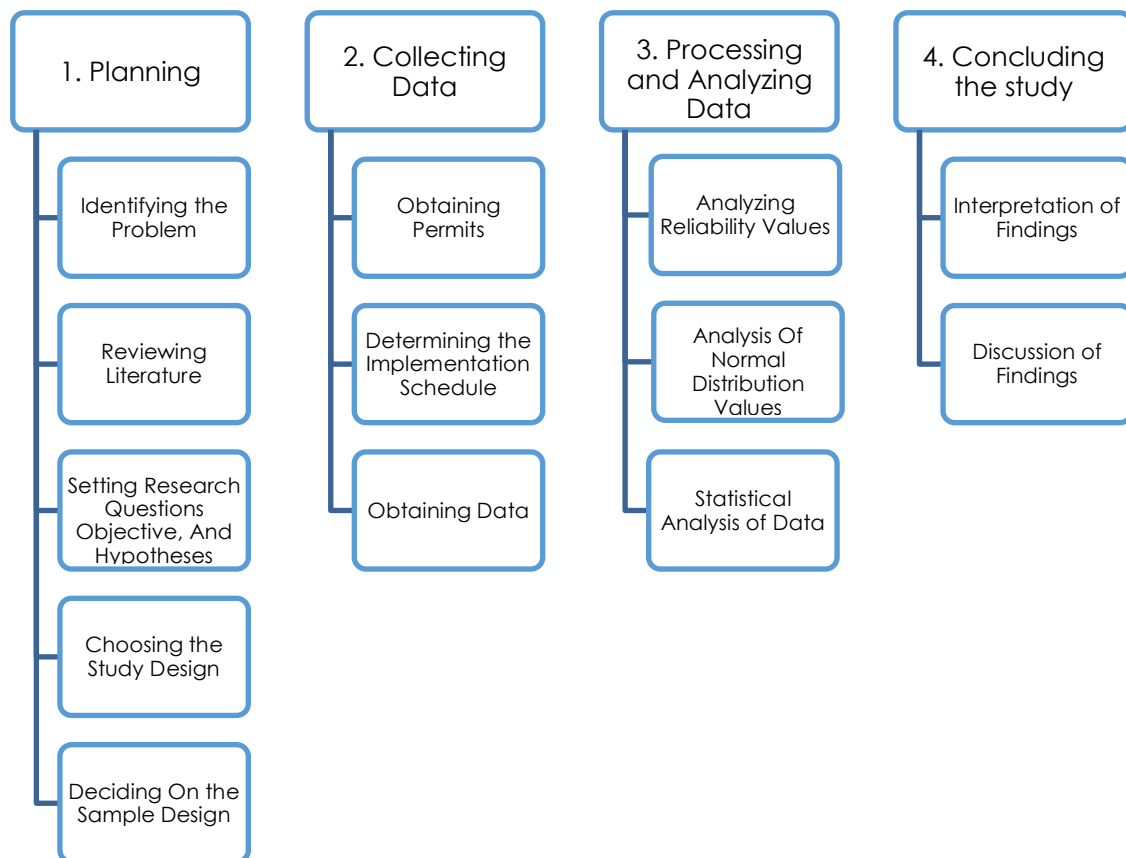 1. Planning
Identifying the
Problem
Reviewing
Literature
Setting Research
Questions
Objective, And
Hypotheses
Choosing the
Study Design
Deciding On the
Sample Design
2. Collecting
Data
Obtaining
Permits
Determining the
Implementation
Schedule
Obtaining Data
3. Processing
and Analyzing
Data
Analyzing
Reliability Values
Analysis Of
Normal
Distribution
Values
Statistical
Analysis of Data
4. Concluding
the study
Interpretation of
Findings
Discussion of
Findings